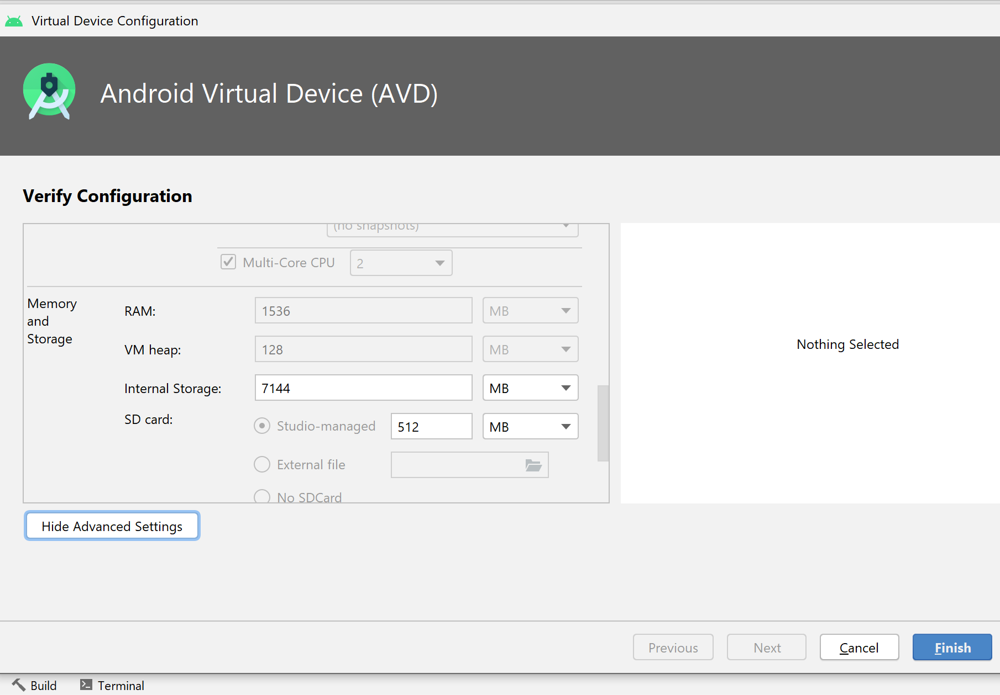 Virtual Device Configuration
Android Virtual Device (AVD)
Verify Configuration
(no snapshots)
Multi-Core CPU 2
Memory and Storage
RAM: 1536 MB
VM heap: 128 MB
Internal Storage: 7144 MB
SD card: Studio-managed 512 MB
External file
No SDCard
Nothing Selected
Hide Advanced Settings
Previous Next Cancel Finish
Build Terminal